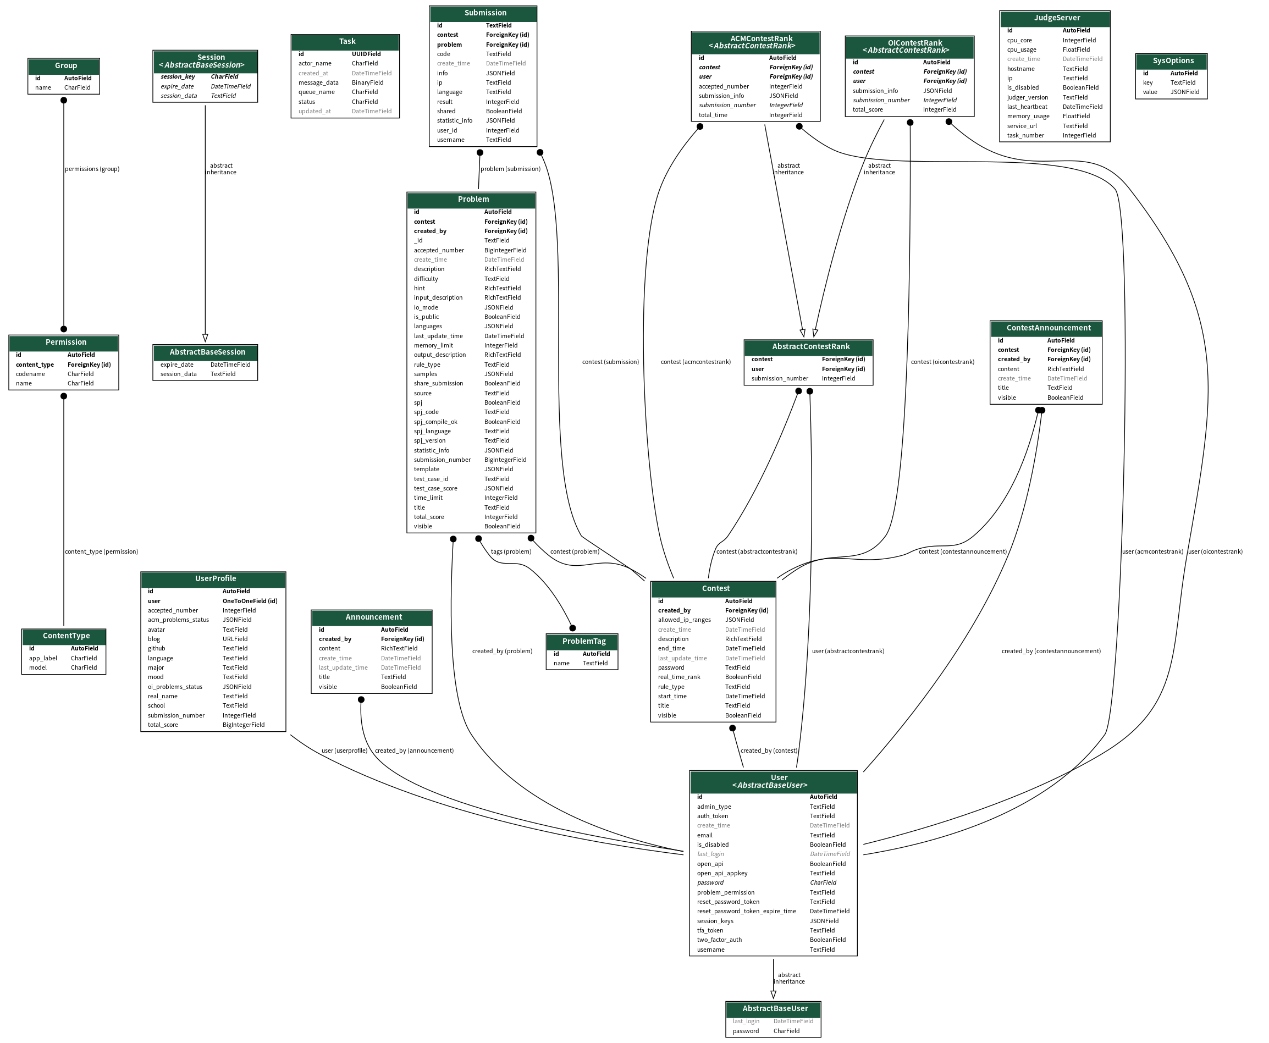 Group
id AutoField
name CharField
permissions (group)
Permission
id AutoField
content_type ForeignKey (id)
codename CharField
name CharField
content_type (permission)
ContentType
id AutoField
app_label CharField
model CharField
Session
<AbstractBaseSession>
session_key CharField
expire_date DateTimeField
session_data TextField
abstract
inheritance
AbstractBaseSession
expire_date DateTimeField
session_data TextField
Task
id UUIDField
actor_name CharField
created_at DateTimeField
message_data BinaryField
queue_name CharField
status CharField
updated_at DateTimeField
Submission
id TextField
contest ForeignKey (id)
problem ForeignKey (id)
code TextField
create_time DateTimeField
info JSONField
ip TextField
language TextField
result IntegerField
shared BooleanField
statistic_info JSONField
user_id IntegerField
username TextField
problem (submission)
Problem
id AutoField
contest ForeignKey (id)
created_by ForeignKey (id)
_id TextField
accepted_number BigIntegerField
create_time DateTimeField
description RichTextField
difficulty TextField
hint RichTextField
input_description RichTextField
io_mode JSONField
is_public BooleanField
languages JSONField
last_update_time DateTimeField
memory_limit IntegerField
output_description RichTextField
rule_type TextField
samples JSONField
share_submission BooleanField
source TextField
spj BooleanField
spj_code TextField
spj_compile_ok BooleanField
spj_language TextField
spj_version TextField
statistic_info JSONField
submission_number BigIntegerField
template JSONField
test_case_id TextField
test_case_score JSONField
time_limit IntegerField
title TextField
total_score IntegerField
visible BooleanField
ACMContestRank
<AbstractContestRank>
id AutoField
contest ForeignKey (id)
user ForeignKey (id)
accepted_number IntegerField
submission_info JSONField
submission_number IntegerField
total_time IntegerField
OIContestRank
<AbstractContestRank>
id AutoField
contest ForeignKey (id)
user ForeignKey (id)
submission_info JSONField
submission_number IntegerField
total_score IntegerField
JudgeServer
id AutoField
cpu_core IntegerField
cpu_usage FloatField
create_time DateTimeField
hostname TextField
ip TextField
is_disabled BooleanField
judger_version TextField
last_heartbeat DateTimeField
memory_usage FloatField
service_url TextField
task_number IntegerField
SysOptions
id AutoField
key TextField
value JSONField
abstract
inheritance
abstract
inheritance
AbstractContestRank
contest ForeignKey (id)
user ForeignKey (id)
submission_number IntegerField
ContestAnnouncement
id AutoField
contest ForeignKey (id)
created_by ForeignKey (id)
content RichTextField
create_time DateTimeField
title TextField
visible BooleanField
contest (submission)
contest (acmcontestrank)
contest (oicontestrank)
tags (problem)
contest (problem)
contest (abstractcontestrank)
contest (contestannouncement)
user (acmcontestrank)
user (oicontestrank)
UserProfile
id AutoField
user OneToOneField (id)
accepted_number IntegerField
acm_problems_status JSONField
avatar TextField
blog URLField
github TextField
language TextField
major TextField
mood TextField
oi_problems_status JSONField
real_name TextField
school TextField
submission_number IntegerField
total_score BigIntegerField
Announcement
id AutoField
created_by ForeignKey (id)
content RichTextField
create_time DateTimeField
last_update_time DateTimeField
title TextField
visible BooleanField
ProblemTag
id AutoField
name TextField
created_by (problem)
Contest
id AutoField
created_by ForeignKey (id)
allowed_ip_ranges JSONField
create_time DateTimeField
description RichTextField
end_time DateTimeField
last_update_time DateTimeField
password TextField
real_time_rank BooleanField
rule_type TextField
start_time DateTimeField
title TextField
visible BooleanField
user (abstractcontestrank)
created_by (contestannouncement)
user (userprofile)
created_by (announcement)
created_by (contest)
User
<AbstractBaseUser>
id AutoField
admin_type TextField
auth_token TextField
create_time DateTimeField
email TextField
is_disabled BooleanField
last_login DateTimeField
open_api BooleanField
open_api_appkey TextField
password CharField
problem_permission TextField
reset_password_token TextField
reset_password_token_expire_time DateTimeField
session_keys JSONField
tfa_token TextField
two_factor_auth BooleanField
username TextField
abstract
inheritance
AbstractBaseUser
last_login DateTimeField
password CharField